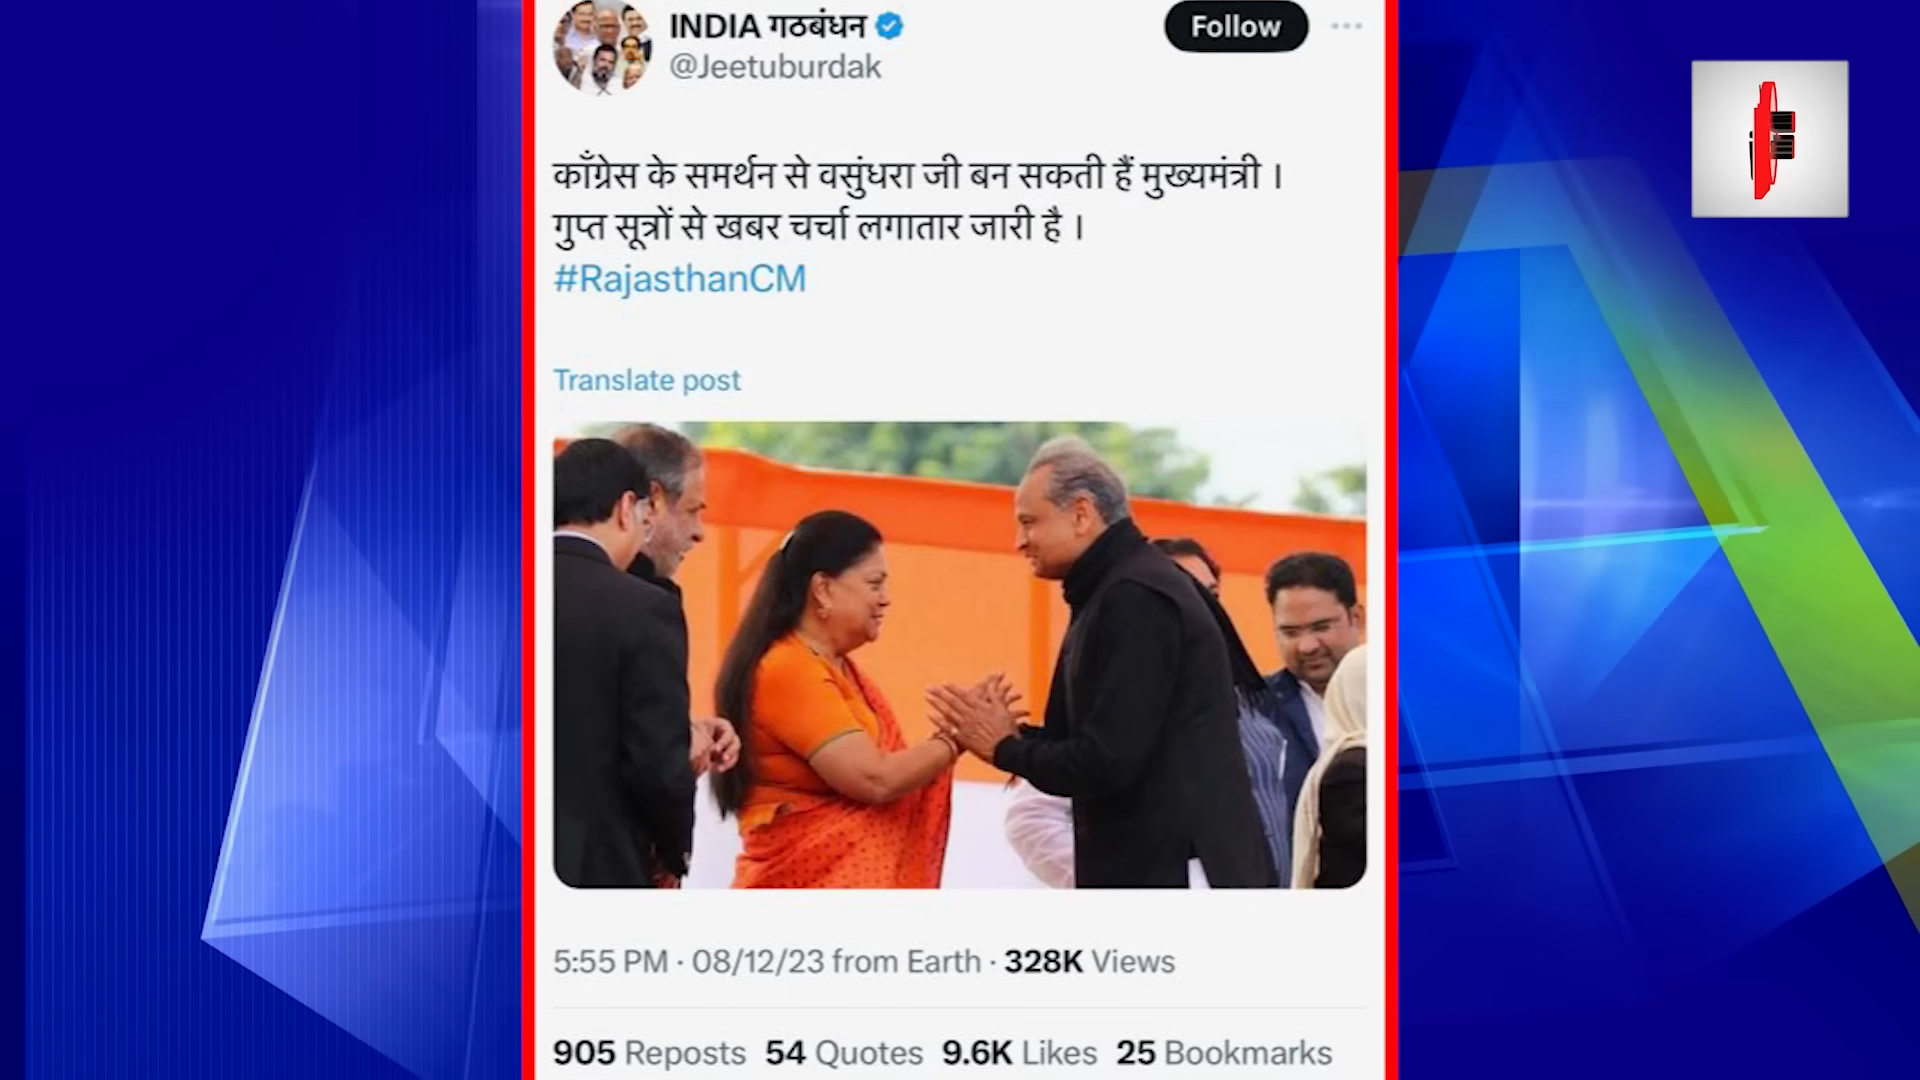 INDIA गठबंधन
Follow
@Jeetuburdak
काँग्रेस के समर्थन से वसुंधरा जी बन सकती हैं मुख्यमंत्री ।
गुप्त सूत्रों से खबर चर्चा लगातार जारी है ।
#RajasthanCM
Translate post
5:55 PM · 08/12/23 from Earth · 328K Views
905 Reposts 54 Quotes 9.6K Likes 25 Bookmarks